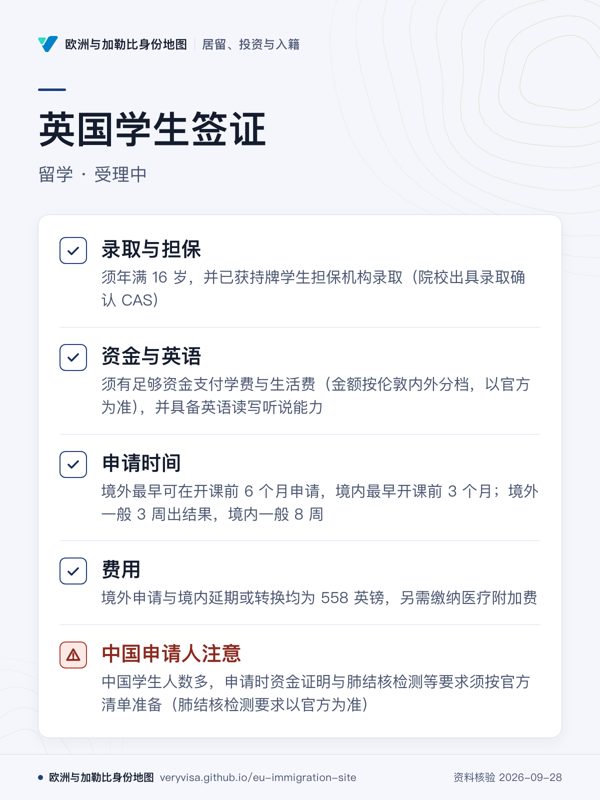 欧洲与加勒比身份地图 | 居留、投资与入籍
英国学生签证
留学 · 受理中
录取与担保
须年满 16 岁，并已获持牌学生担保机构录取（院校出具录取确
认 CAS）
资金与英语
须有足够资金支付学费与生活费（金额按伦敦内外分档，以官方
为准），并具备英语读写听说能力
申请时间
境外最早可在开课前 6 个月申请，境内最早开课前 3 个月；境外
一般 3 周出结果，境内一般 8 周
费用
境外申请与境内延期或转换均为 558 英镑，另需缴纳医疗附加费
中国申请人注意
中国学生人数多，申请时资金证明与肺结核检测等要求须按官方
清单准备（肺结核检测要求以官方为准）
欧洲与加勒比身份地图 veryvisa.github.io/eu-immigration-site 资料核验 2026-09-28